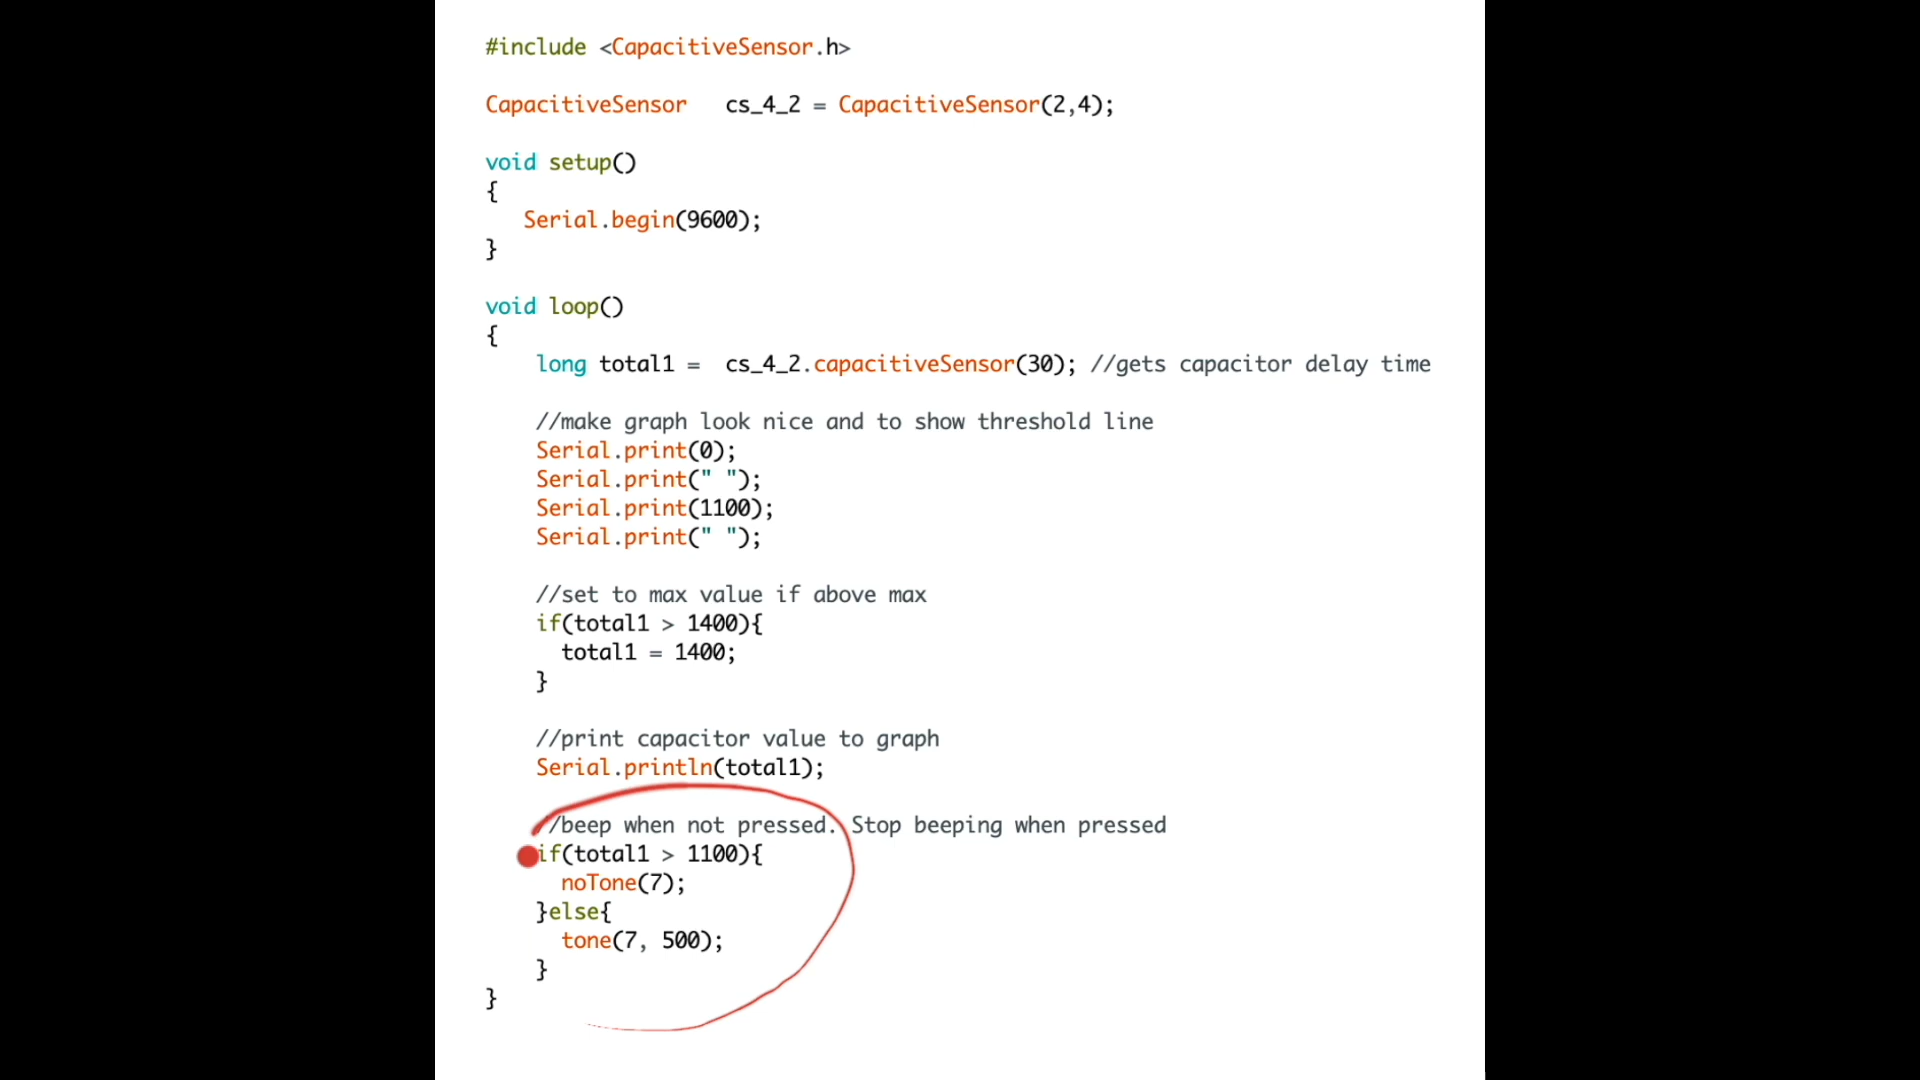 #include <CapacitiveSensor.h>
CapacitiveSensor   cs_4_2 = CapacitiveSensor(2,4);
void setup()
{
   Serial.begin(9600);
}
void loop()
{
    long total1 =  cs_4_2.capacitiveSensor(30); //gets capacitor delay time
    //make graph look nice and to show threshold line
    Serial.print(0);
    Serial.print(" ");
    Serial.print(1100);
    Serial.print(" ");
    //set to max value if above max
    if(total1 > 1400){
      total1 = 1400;
    }
    //print capacitor value to graph
    Serial.println(total1);
    //beep when not pressed. Stop beeping when pressed
    if(total1 > 1100){
      noTone(7);
    }else{
      tone(7, 500);
    }
}